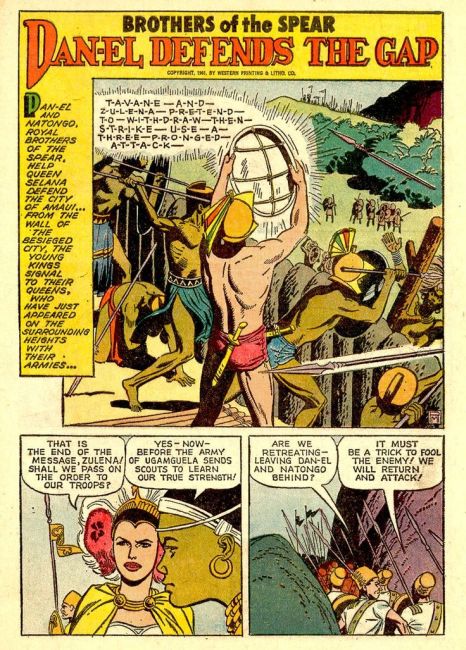 BROTHERS of the SPEAR
DAN-EL DEFENDS THE GAP
COPYRIGHT, 1961, BY WESTERN PRINTING & LITHO. CO.
DAN-EL
AND
NATONGO,
ROYAL
BROTHERS
OF THE
SPEAR,
HELP
QUEEN
SELANA
DEFEND
THE CITY
OF AMAUI...
FROM THE
WALL OF
THE
BESIEGED
CITY, THE
YOUNG
KINGS
SIGNAL
TO THEIR
QUEENS,
WHO
HAVE JUST
APPEARED
ON THE
SURROUNDING
HEIGHTS
WITH
THEIR
ARMIES...
T—A—V—A—N—E—A—N—D—
Z—U—L—E—N—A—P—R—E—T—E—N—D—
T—O—W—I—T—H—D—R—A—W—T—H—E—N—
S—T—R—I—K—E—U—S—E—A—
T—H—R—E—E—P—R—O—N—G—E—D—
A—T—T—A—C—K—
THAT IS
THE END OF THE
MESSAGE, ZULENA!
SHALL WE PASS ON
THE ORDER TO
OUR TROOPS?
YES—NOW—
BEFORE THE ARMY
OF UGAMGUELA SENDS
SCOUTS TO LEARN
OUR TRUE STRENGTH!
ARE WE
RETREATING—
LEAVING DAN-EL
AND NATONGO
BEHIND?
IT MUST
BE A TRICK TO FOOL
THE ENEMY! WE
WILL RETURN
AND ATTACK!